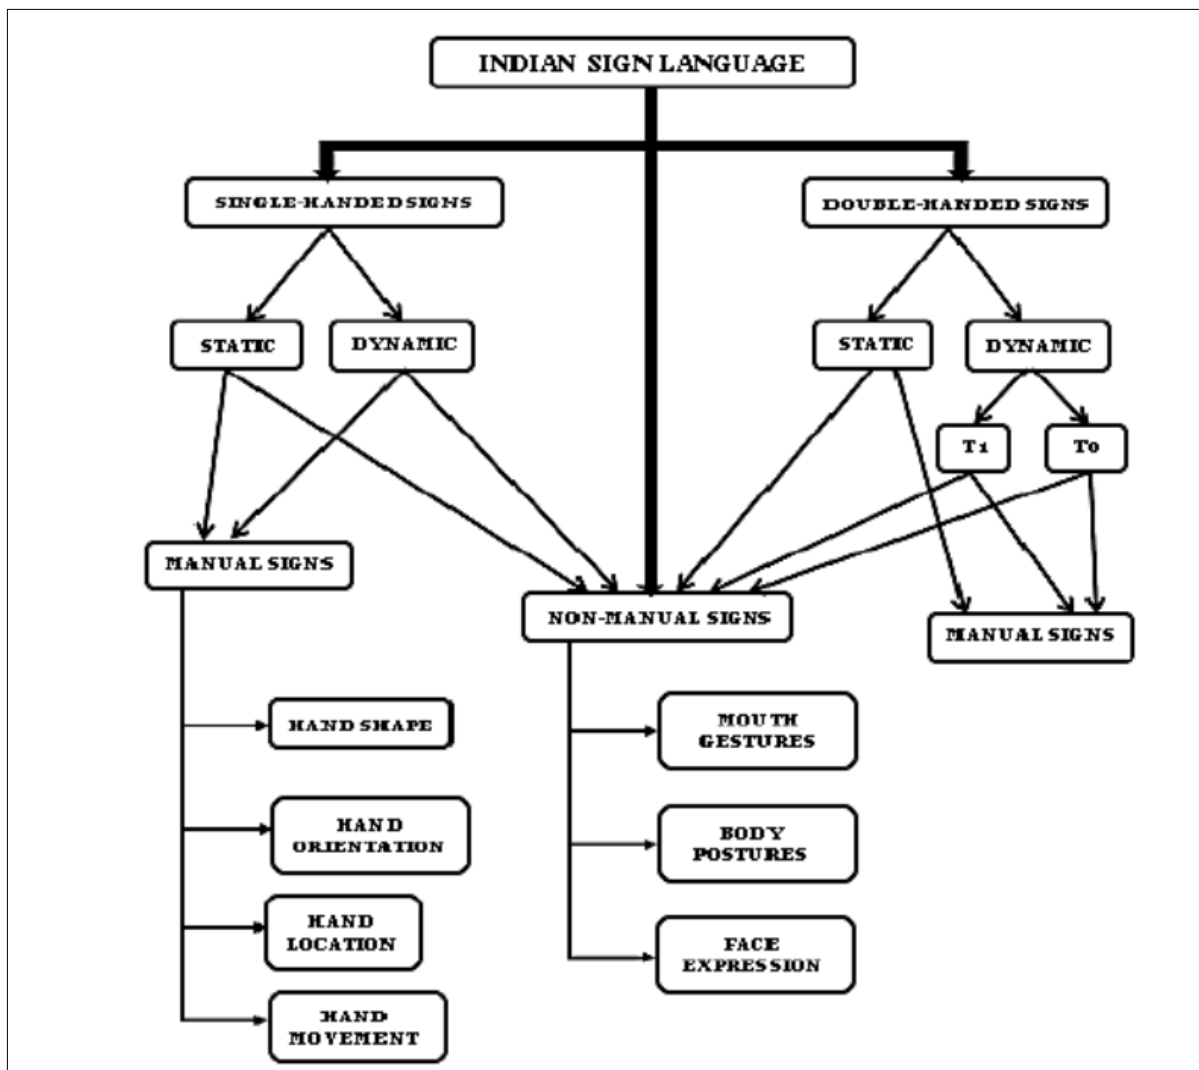 INDIAN SIGN LANGUAGE
SINGLE-HANDED SIGNS
DOUBLE-HANDED SIGNS
STATIC
DYNAMIC
STATIC
DYNAMIC
T1
T0
MANUAL SIGNS
NON-MANUAL SIGNS
MANUAL SIGNS
HAND SHAPE
HAND
ORIENTATION
HAND
LOCATION
HAND
MOVEMENT
MOUTH
GESTURES
BODY
POSTURES
FACE
EXPRESSION